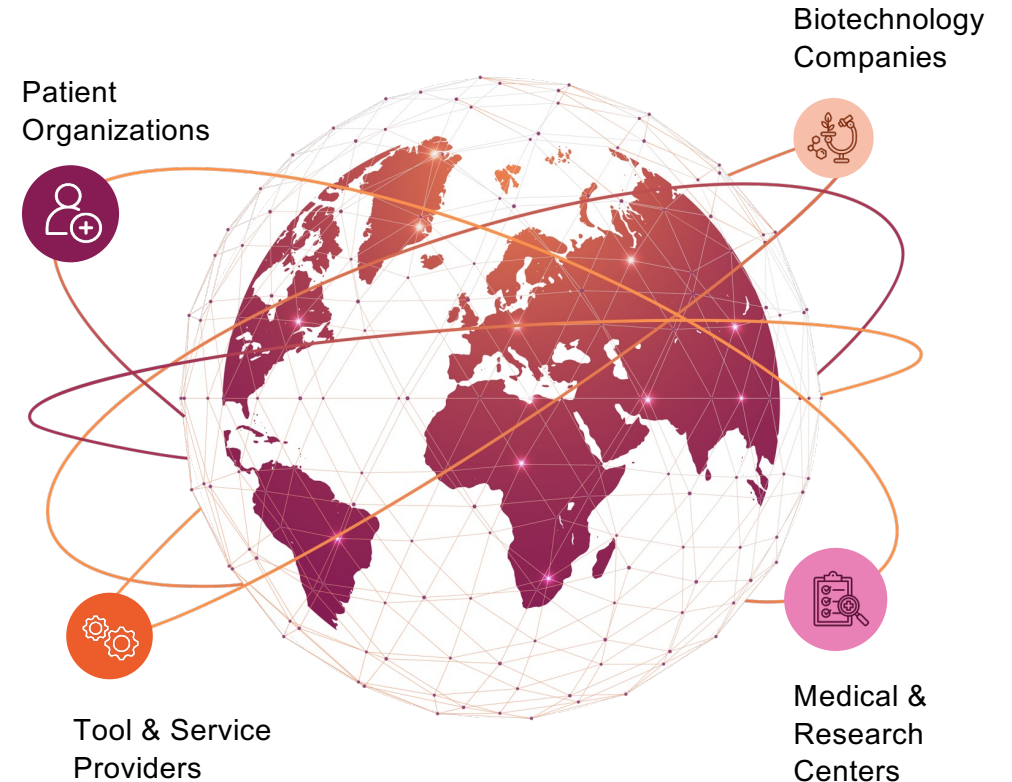 Biotechnology
Companies
Patient
Organizations
Tool & Service
Providers
Medical &
Research
Centers